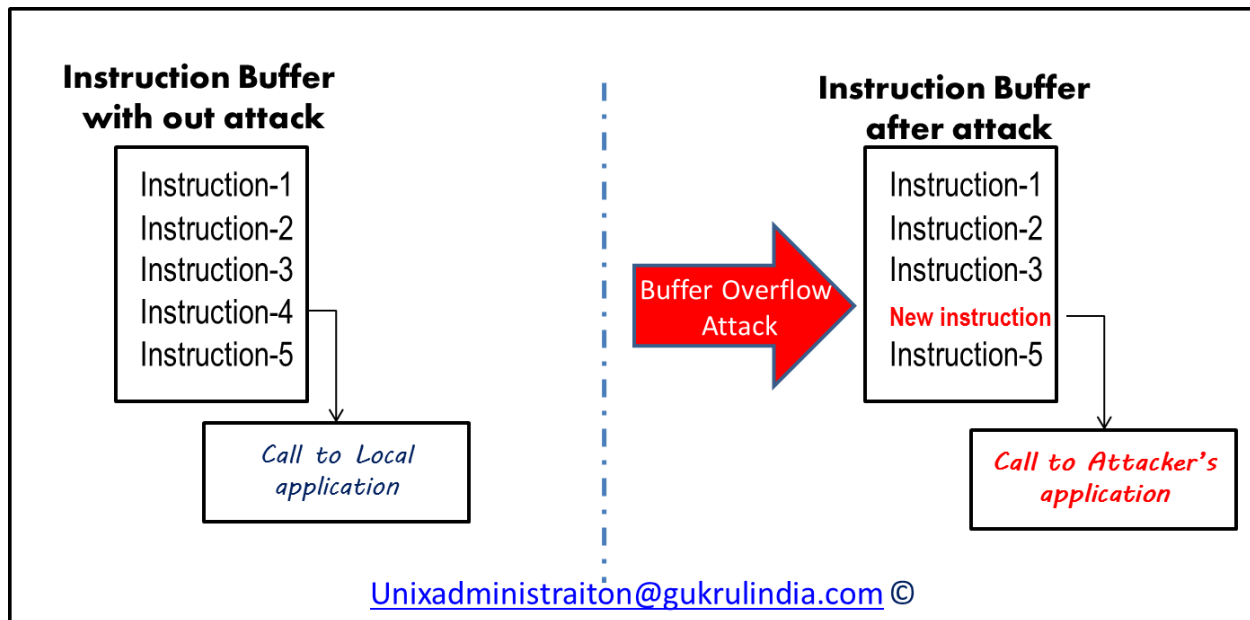 Instruction Buffer
with out attack
Instruction-1
Instruction-2
Instruction-3
Instruction-4
Instruction-5
Call to Local
application
Buffer Overflow
Attack
Instruction Buffer
after attack
Instruction-1
Instruction-2
Instruction-3
New instruction
Instruction-5
Call to Attacker's
application
Unixadministraiton@gukrulindia.com ©